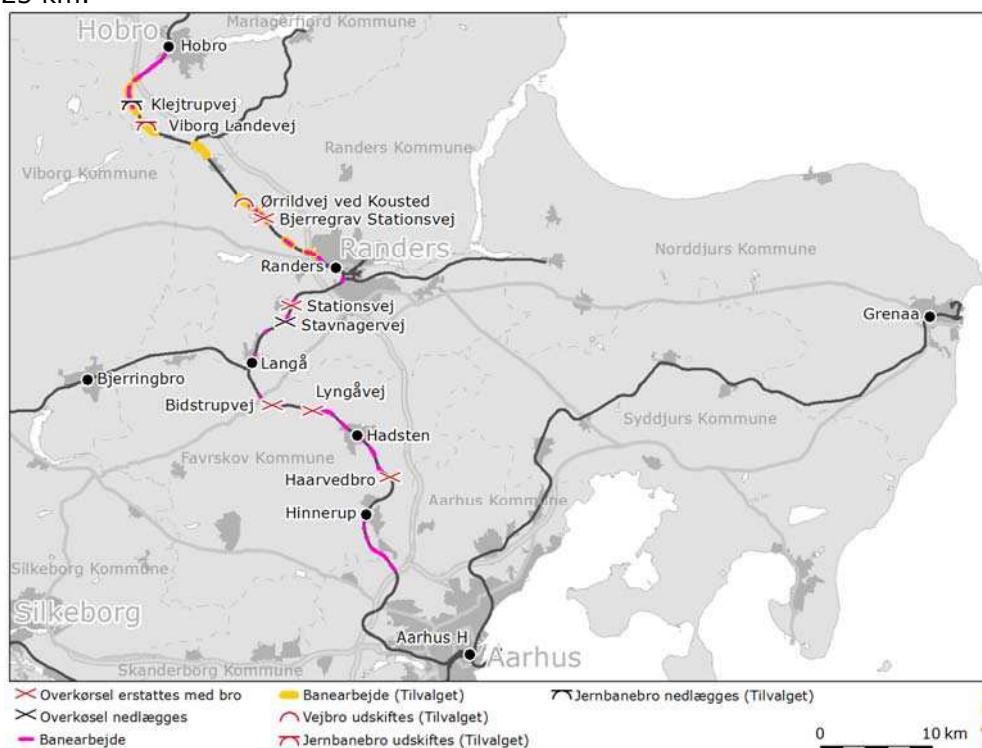 25 km.
Hobro
Mariagerfjord Kommune
Hobro
Klejtrupvej
Viborg Landevej
Randers Kommune
Viborg Kommune
Ørrildvej ved Kousted
Bjerregrav Stationsvej
Randers
Norddjurs Kommune
Randers
Stationsvej
Grenaa
Stavnagervej
Langå
Bjerringbro
Lyngåvej
Bidstrupvej
Syddjurs Kommune
Hadsten
Favrskov Kommune
Haarvedbro
Aarhus Kommune
Hinnerup
Silkeborg Kommune
Silkeborg
Aarhus H
Aarhus
Skanderborg Kommune
Overkørsel erstattes med bro
Banearbejde (Tilvalget)
Jernbanebro nedlægges (Tilvalget)
Overkøsel nedlægges
Vejbro udskiftes (Tilvalget)
Banearbejde
Jernbanebro udskiftes (Tilvalget)
0 10 km